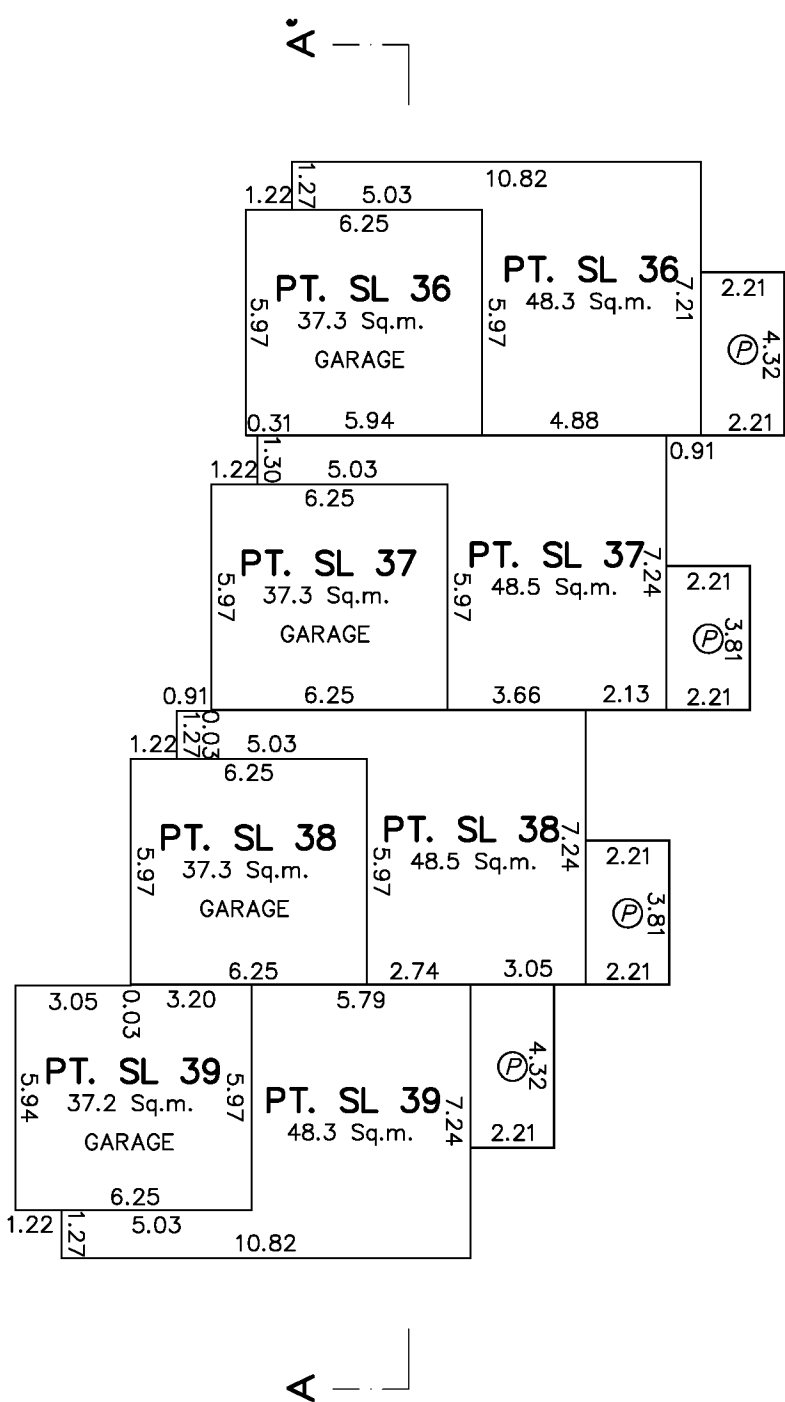 A'
10.82
1.27
1.22
5.03
6.25
PT. SL 36
48.3 Sq.m.
7.21
2.21
PT. SL 36
37.3 Sq.m.
GARAGE
5.97
5.97
P
4.32
0.31
5.94
4.88
2.21
1.30
0.91
1.22
5.03
6.25
PT. SL 37
48.5 Sq.m.
7.24
2.21
PT. SL 37
37.3 Sq.m.
GARAGE
5.97
5.97
P
3.81
0.91
6.25
3.66
2.13
2.21
1.27
0.03
1.22
5.03
6.25
PT. SL 38
48.5 Sq.m.
7.24
2.21
PT. SL 38
37.3 Sq.m.
GARAGE
5.97
5.97
P
3.81
6.25
2.74
3.05
2.21
3.05
0.03
3.20
5.79
PT. SL 39
37.2 Sq.m.
GARAGE
5.94
5.97
PT. SL 39
48.3 Sq.m.
7.24
P
4.32
2.21
6.25
1.22
1.27
5.03
10.82
A